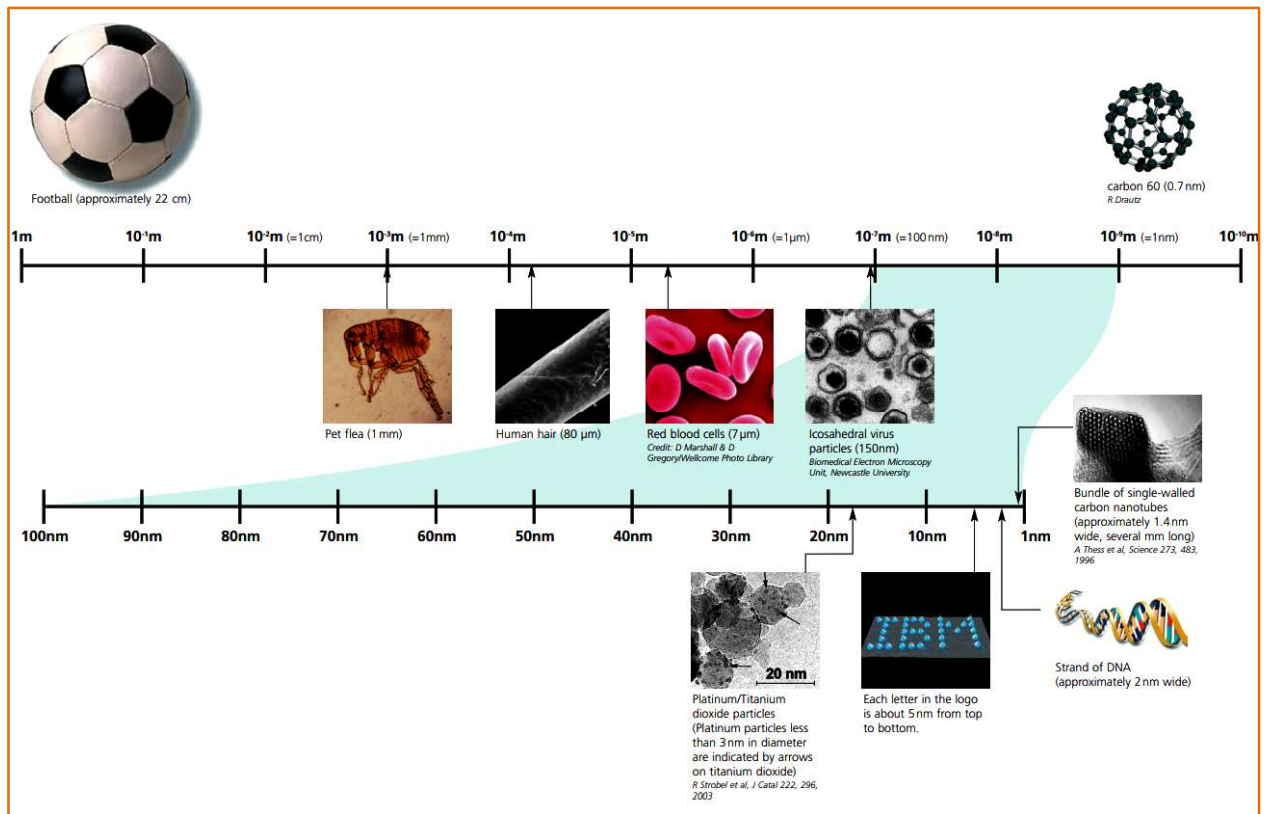 Football (approximately 22 cm)
carbon 60 (0.7 nm)
R.Drautz
1m 10⁻¹m 10⁻²m (=1cm) 10⁻³m (=1mm) 10⁻⁴m 10⁻⁵m 10⁻⁶m (=1µm) 10⁻⁷m (=100 nm) 10⁻⁸m 10⁻⁹m (=1nm) 10⁻¹⁰m
Pet flea (1 mm)
Human hair (80 µm)
Red blood cells (7 µm)
Credit: D Marshall & D
Gregory/Wellcome Photo Library
Icosahedral virus
particles (150nm)
Biomedical Electron Microscopy
Unit, Newcastle University.
Bundle of single-walled
carbon nanotubes
(approximately 1.4 nm
wide, several mm long)
A Thess et al, Science 273, 483,
1996
100nm 90nm 80nm 70nm 60nm 50nm 40nm 30nm 20nm 10nm 1nm
20 nm
Platinum/Titanium
dioxide particles
(Platinum particles less
than 3 nm in diameter
are indicated by arrows
on titanium dioxide)
R Strobel et al, J Catal 222, 296,
2003
IBM
Each letter in the logo
is about 5 nm from top
to bottom.
Strand of DNA
(approximately 2 nm wide)